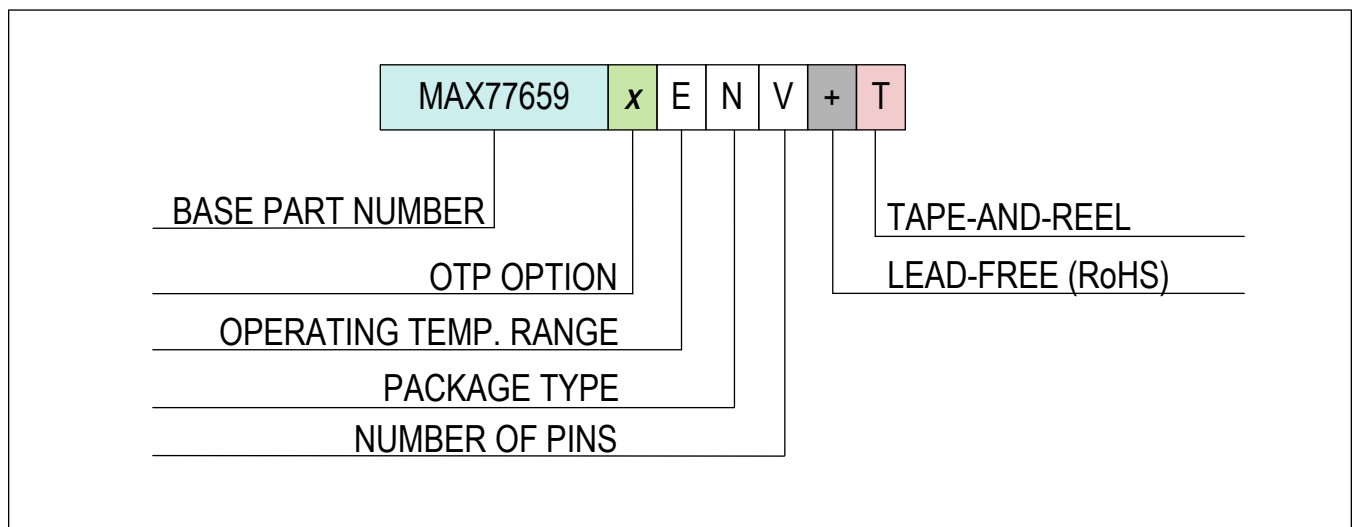 MAX77659 x E N V + T
BASE PART NUMBER
TAPE-AND-REEL
OTP OPTION
LEAD-FREE (RoHS)
OPERATING TEMP. RANGE
PACKAGE TYPE
NUMBER OF PINS